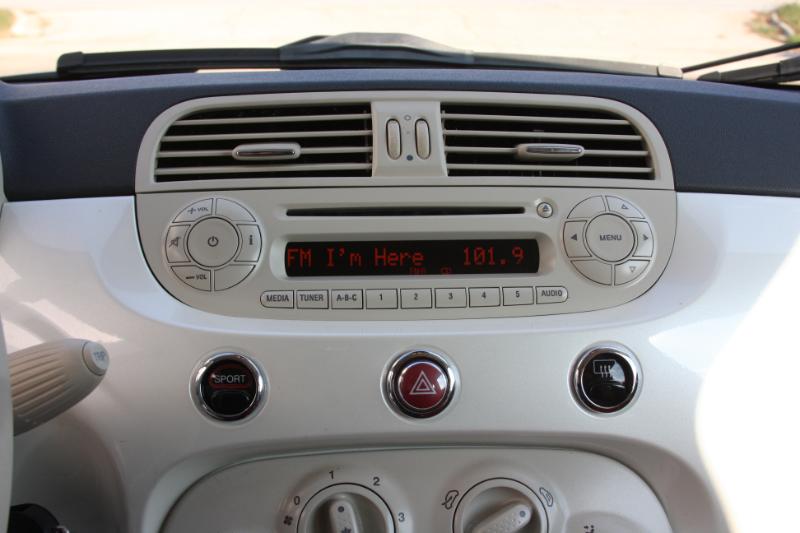 +/VOL
i
VOL
MENU
FM I'm Here 101.9
MEDIA TUNER A-B-C 1 2 3 4 5 AUDIO
TRIP
SPORT
0 1 2 3